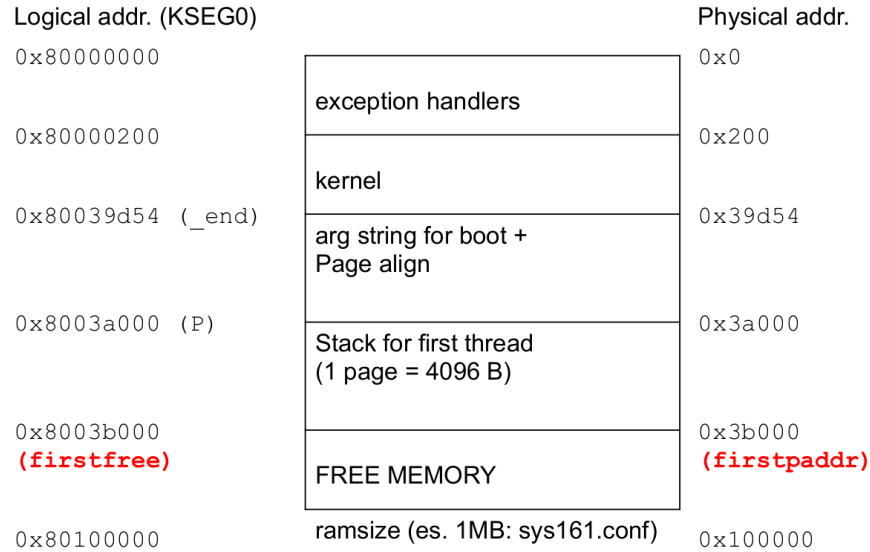 Logical addr. (KSEG0)
Physical addr.
0x80000000
0x0
exception handlers
0x80000200
0x200
kernel
0x80039d54 (_end)
0x39d54
arg string for boot +
Page align
0x8003a000 (P)
0x3a000
Stack for first thread
(1 page = 4096 B)
0x8003b000
0x3b000
(firstfree)
(firstpaddr)
FREE MEMORY
ramsize (es. 1MB: sys161.conf)
0x80100000
0x100000